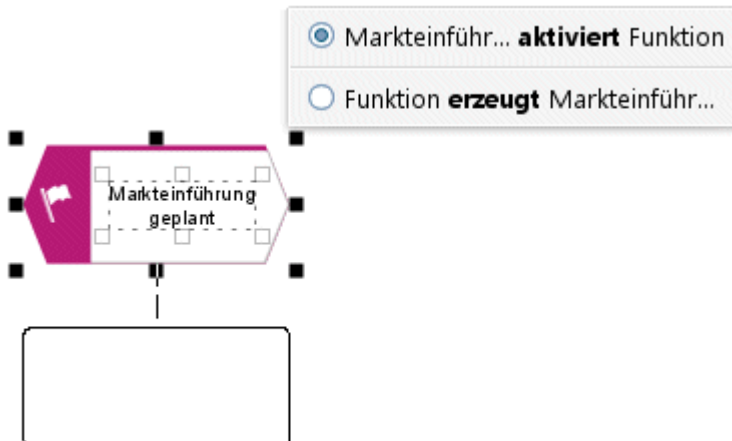 Markteinführ... aktiviert Funktion
Funktion erzeugt Markteinführ...
Markteinführung
geplant